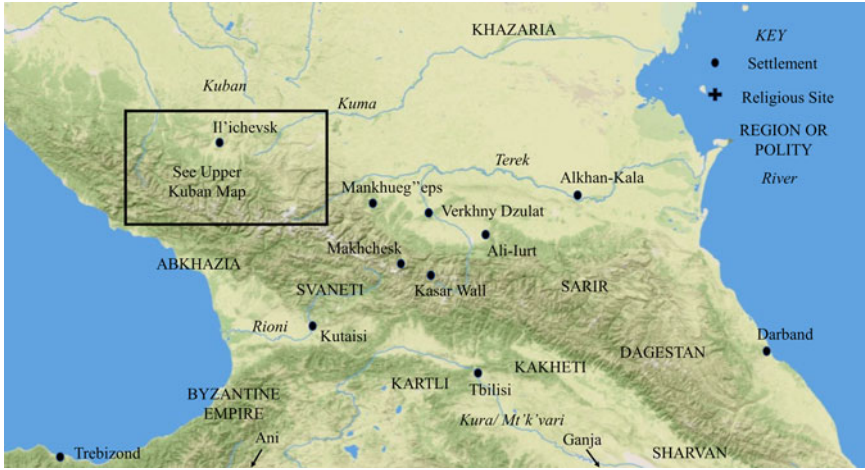 KHAZARIA
KEY
Settlement
Religious Site
REGION OR
POLITY
River
Kuban
Kuma
Il'ichevsk
See Upper
Kuban Map
Terek
Mankhueg"eps
Alkhan-Kala
Verkhny Dzulat
Ali-Iurt
Makhchesk
ABKHAZIA
SVANETI
Kasar Wall
SARIR
Rioni
Kutaisi
Darband
DAGESTAN
KAKHETI
KARTLI
Tbilisi
BYZANTINE
EMPIRE
Kura/ Mt'k'vari
Ani
Ganja
Trebizond
SHARVAN